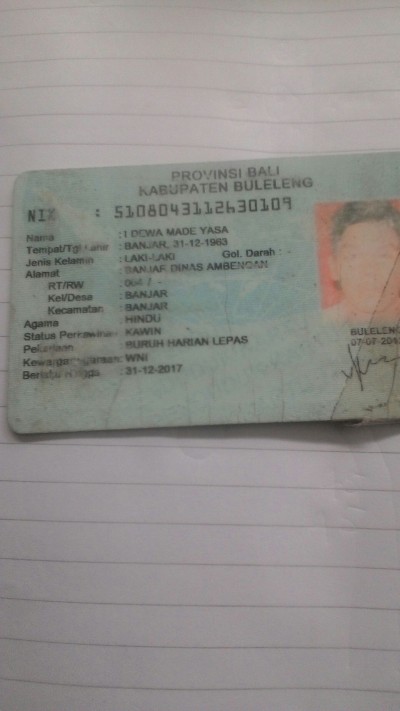 PROVINSI BALI
KABUPATEN BULELENG
NIK : 5108043112630109
Nama : I DEWA MADE YASA
Tempat/Tgl Lahir : BANJAR, 31-12-1963
Jenis Kelamin : LAKI-LAKI Gol. Darah : -
Alamat : BANJAR DINAS AMBENGAN
RT/RW : 004 / -
Kel/Desa : BANJAR
Kecamatan : BANJAR
Agama : HINDU
Status Perkawinan : KAWIN
Pekerjaan : BURUH HARIAN LEPAS
Kewarganegaraan : WNI
Berlaku Hingga : 31-12-2017
BULELENG
07-07-201